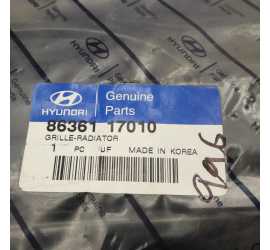 HYUNDAI
Genuine
Parts
86361 17010
GRILLE-RADIATOR
1 PC /UF MADE IN KOREA